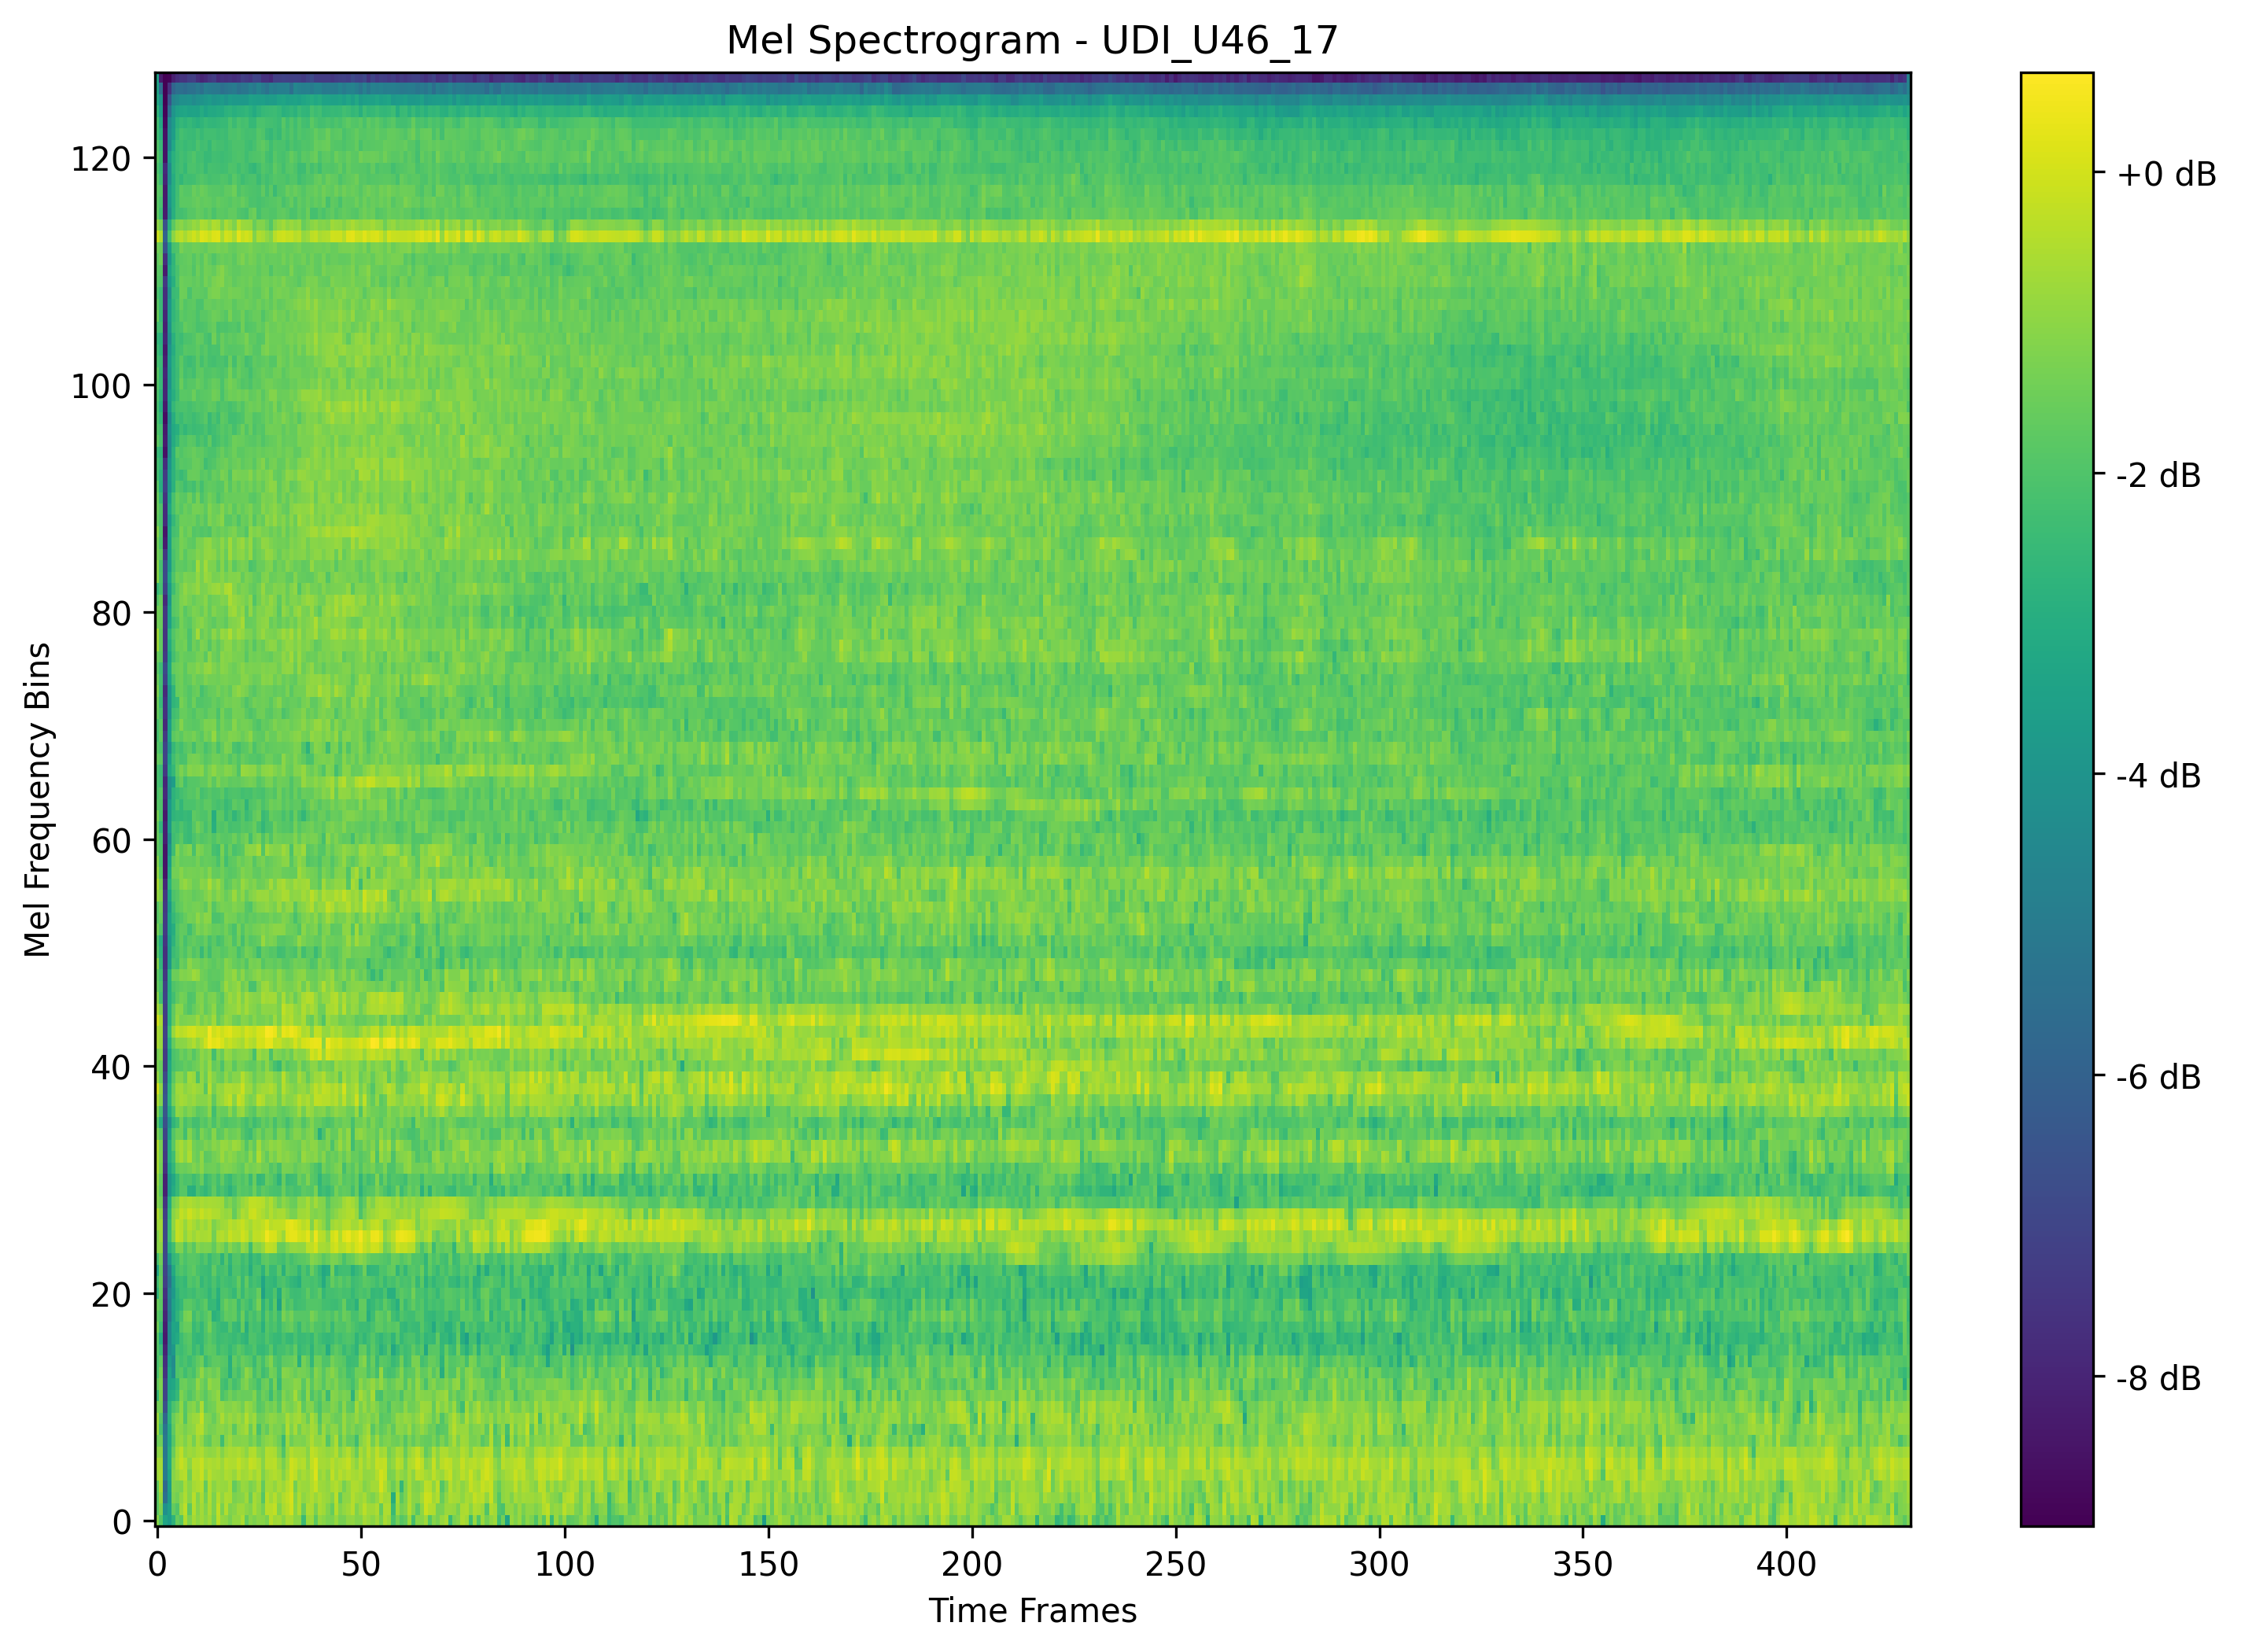 Mel Spectrogram - UDI_U46_17
Mel Frequency Bins
120
100
80
60
40
20
0
0 50 100 150 200 250 300 350 400
Time Frames
+0 dB
-2 dB
-4 dB
-6 dB
-8 dB